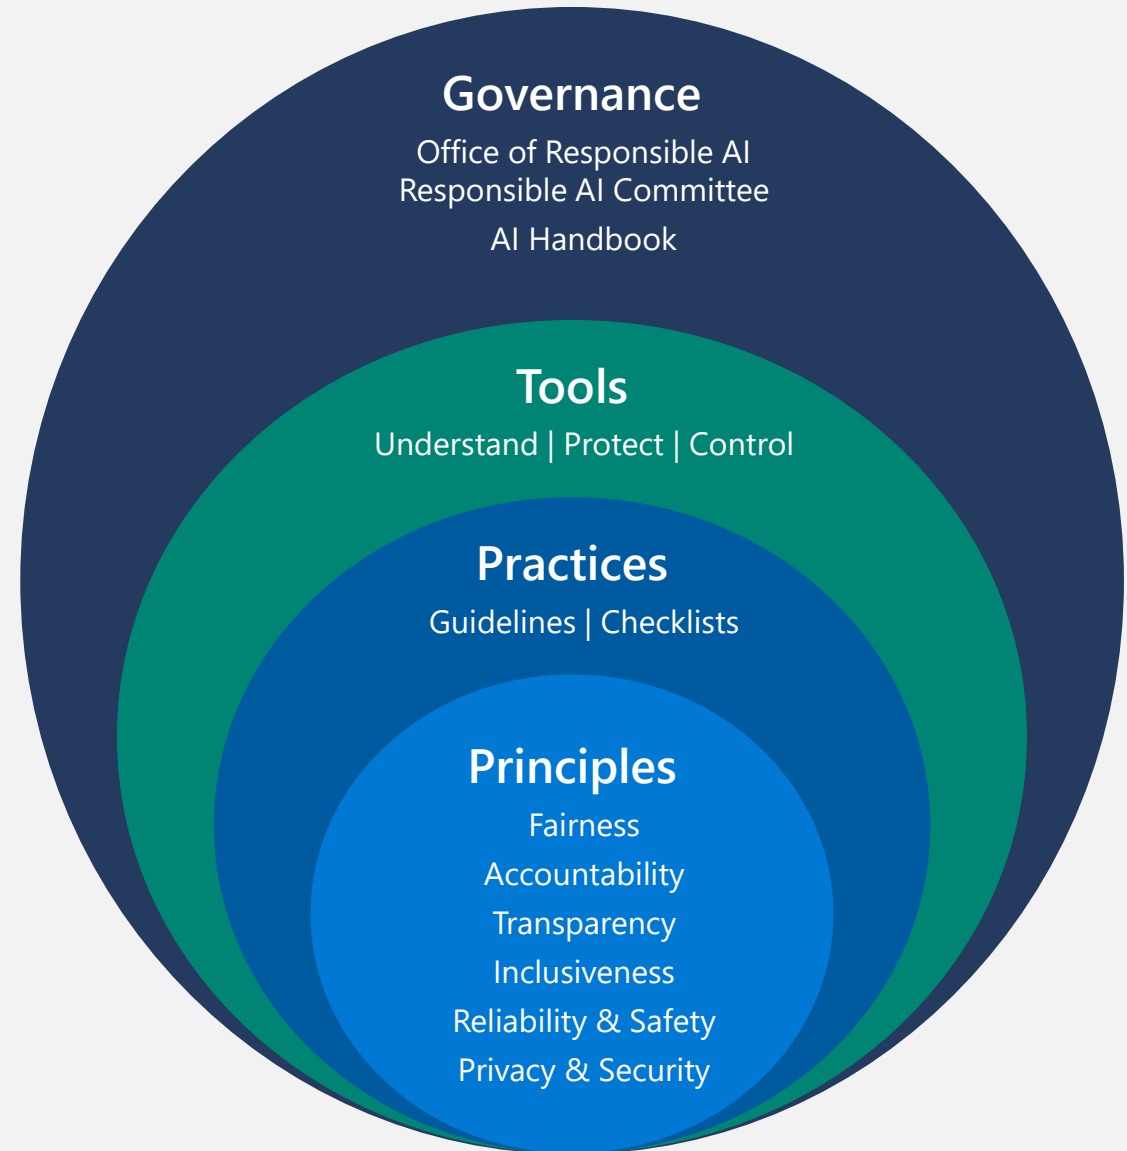 Governance
Office of Responsible AI
Responsible AI Committee
AI Handbook
Tools
Understand | Protect | Control
Practices
Guidelines | Checklists
Principles
Fairness
Accountability
Transparency
Inclusiveness
Reliability & Safety
Privacy & Security